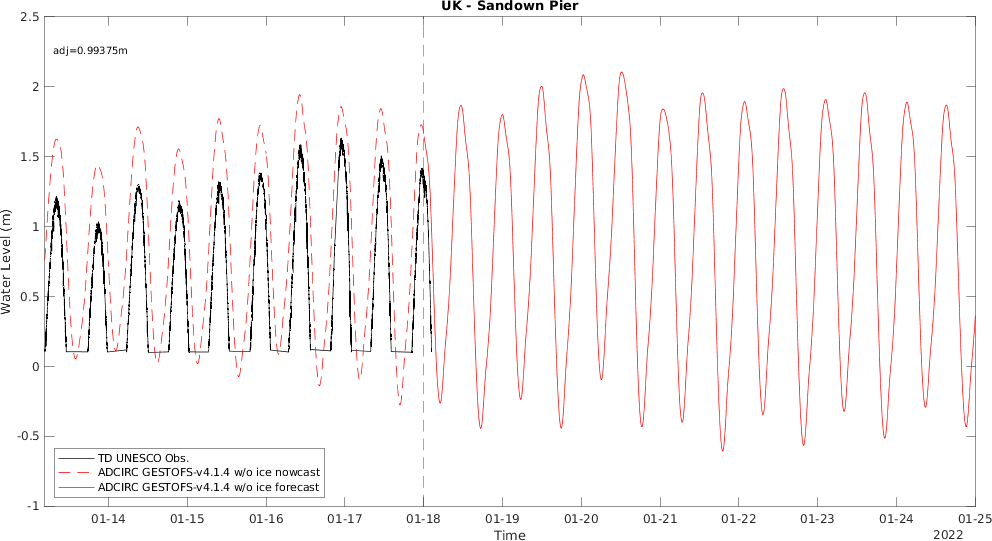 UK - Sandown Pier
adj=0.99375m
2.5
2
1.5
1
0.5
0
-0.5
-1
Water Level (m)
TD UNESCO Obs.
ADCIRC GESTOFS-v4.1.4 w/o ice nowcast
ADCIRC GESTOFS-v4.1.4 w/o ice forecast
01-14 01-15 01-16 01-17 01-18 01-19 01-20 01-21 01-22 01-23 01-24 01-25
Time
2022